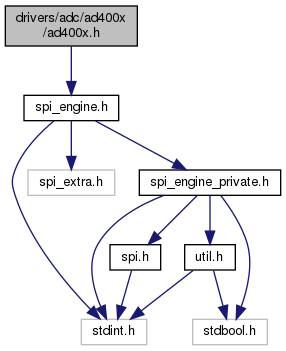 drivers/adc/ad400x
/ad400x.h
spi_engine.h
spi_extra.h
spi_engine_private.h
spi.h
util.h
stdint.h
stdbool.h